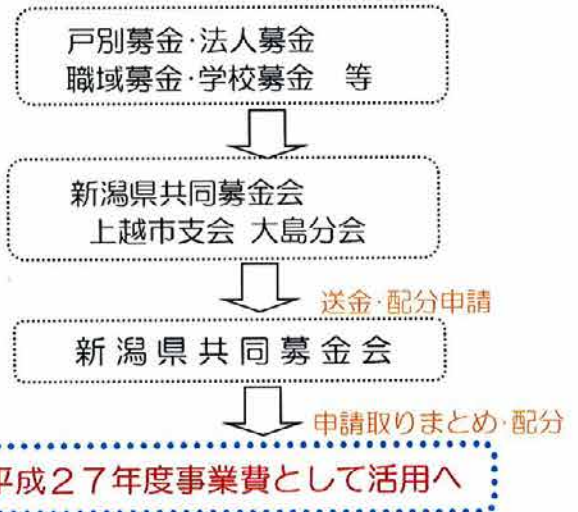 戸別募金·法人募金
職域募金·学校募金　等
新潟県共同募金会
上越市支会 大島分会
送金·配分申請
新潟県共同募金会
申請取りまとめ·配分
平成２７年度事業費として活用へ